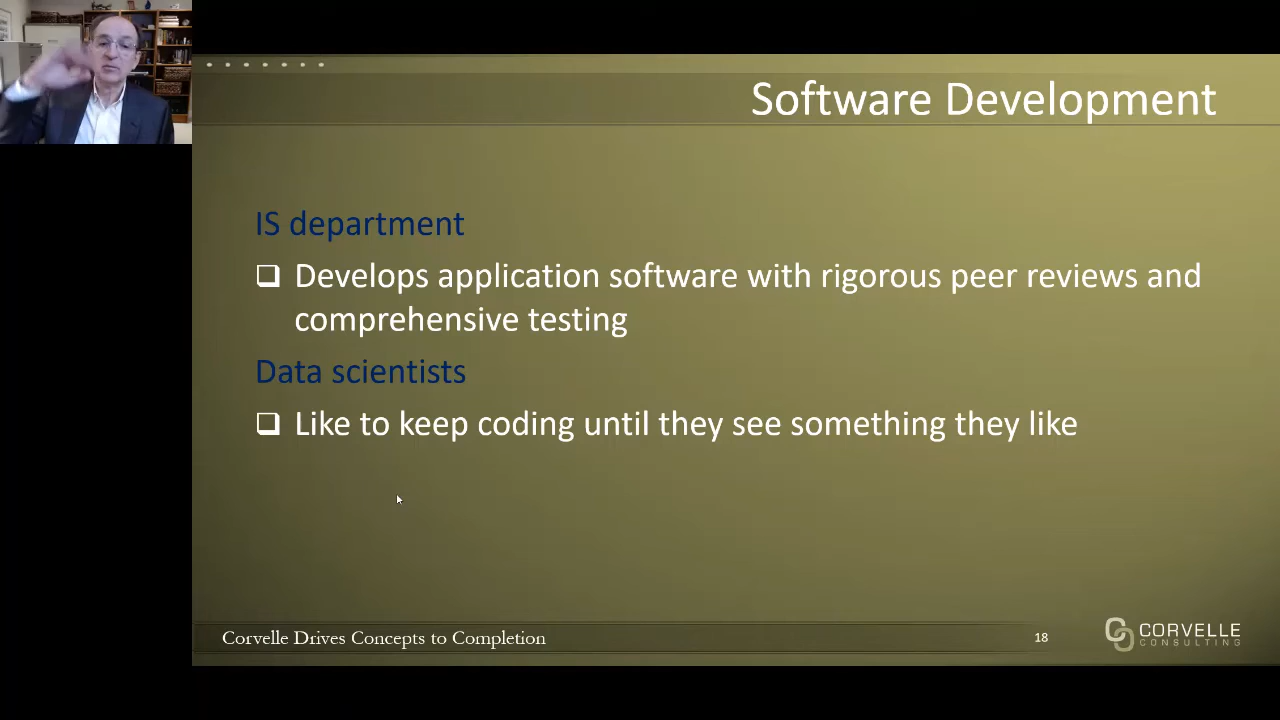 Software Development
IS department
Develops application software with rigorous peer reviews and
comprehensive testing
Data scientists
Like to keep coding until they see something they like
Corvelle Drives Concepts to Completion
18
CORVELLE
CONSULTING